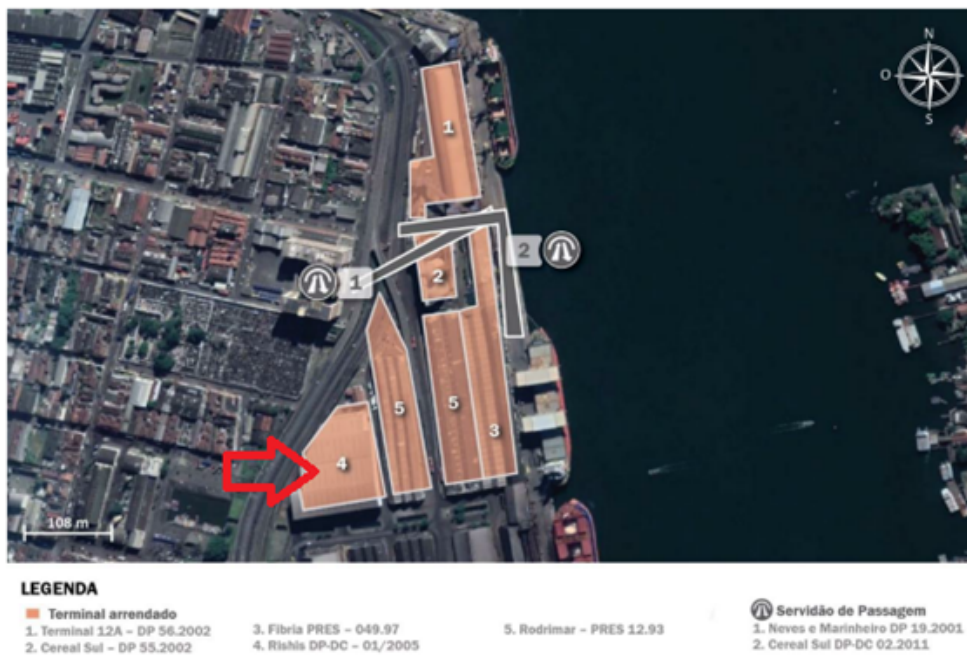 N
O
S
1
2
1
2
5
5
3
4
108 m
LEGENDA
Terminal arrendado
1. Terminal 12A – DP 56.2002
2. Cereal Sul – DP 55.2002
3. Fibria PRES – 049.97
4. Rishis DP-DC – 01/2005
5. Rodrimar – PRES 12.93
Servidão de Passagem
1. Neves e Marinheiro DP 19.2001
2. Cereal Sul DP-DC 02.2011